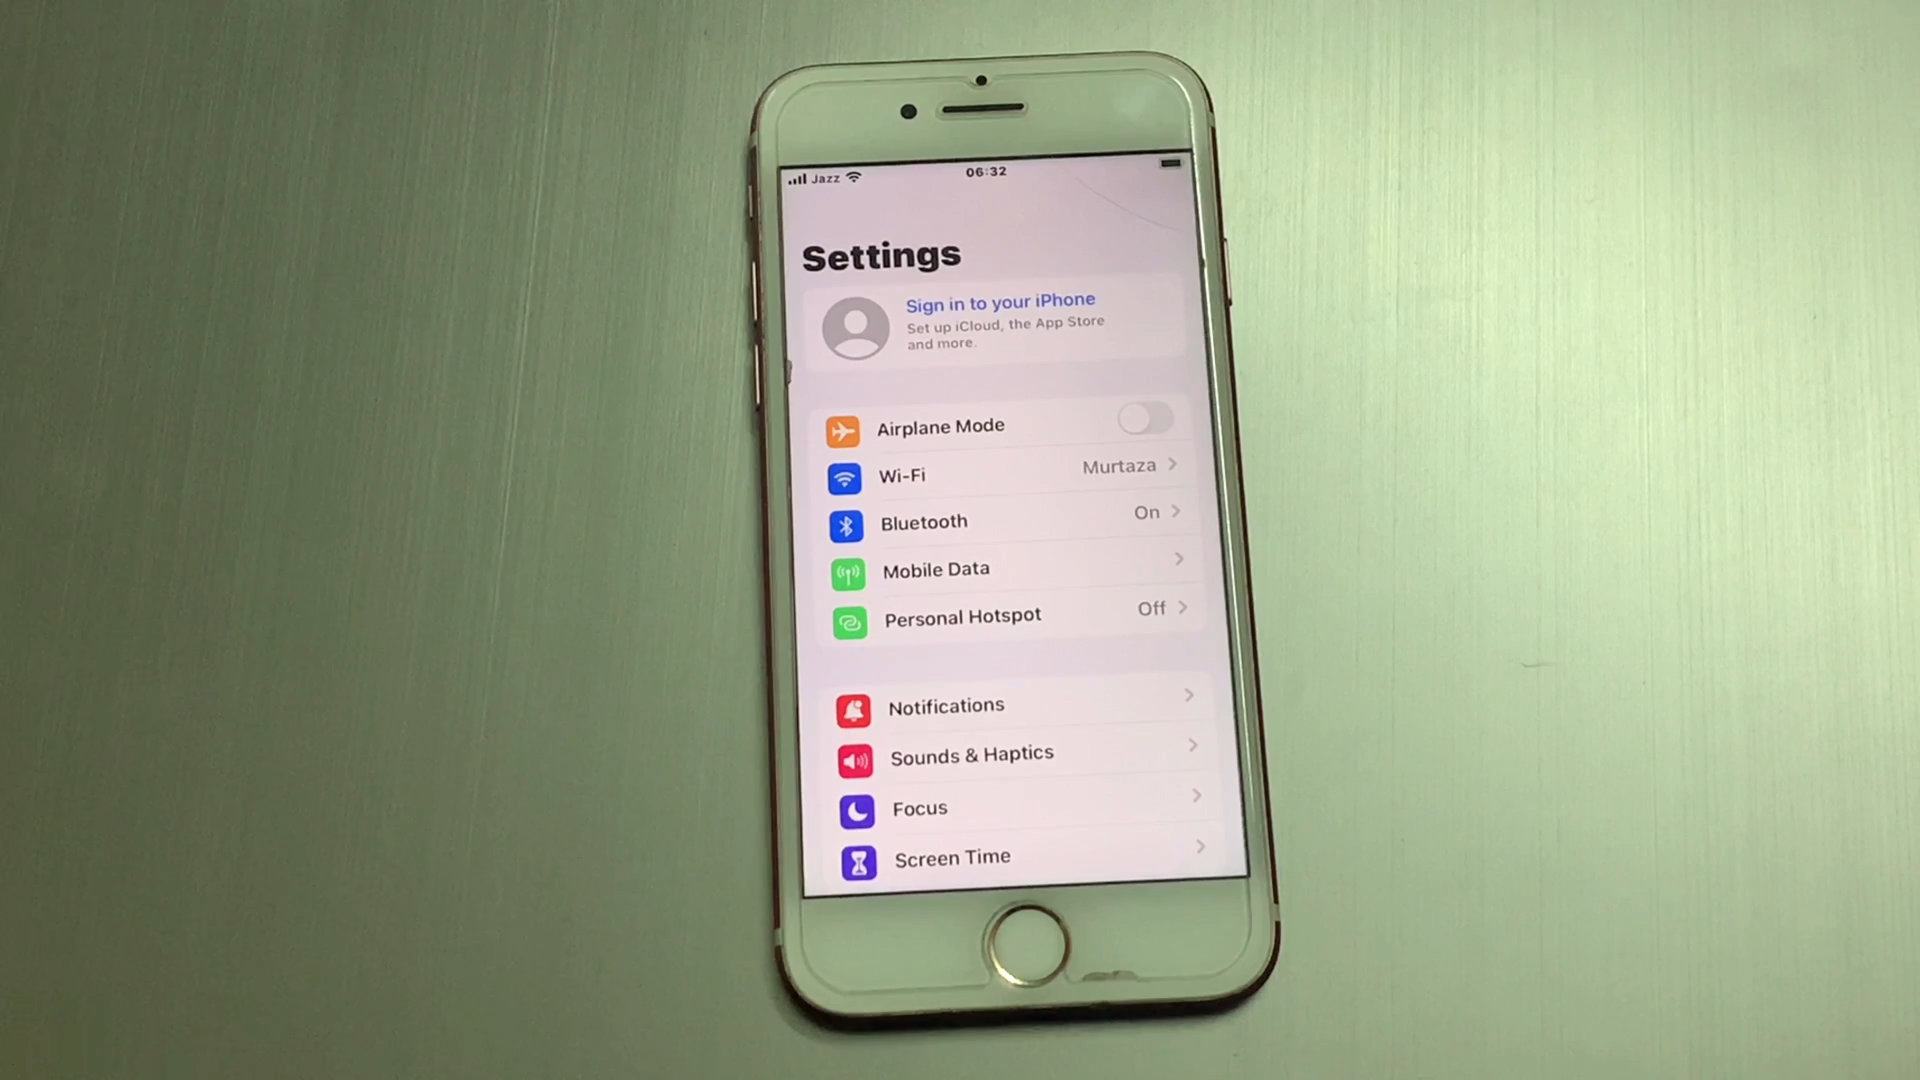 Jazz
06:32
Settings
Sign in to your iPhone
Set up iCloud, the App Store
and more.
Airplane Mode
Wi-Fi Murtaza
Bluetooth On
Mobile Data
Personal Hotspot Off
Notifications
Sounds & Haptics
Focus
Screen Time